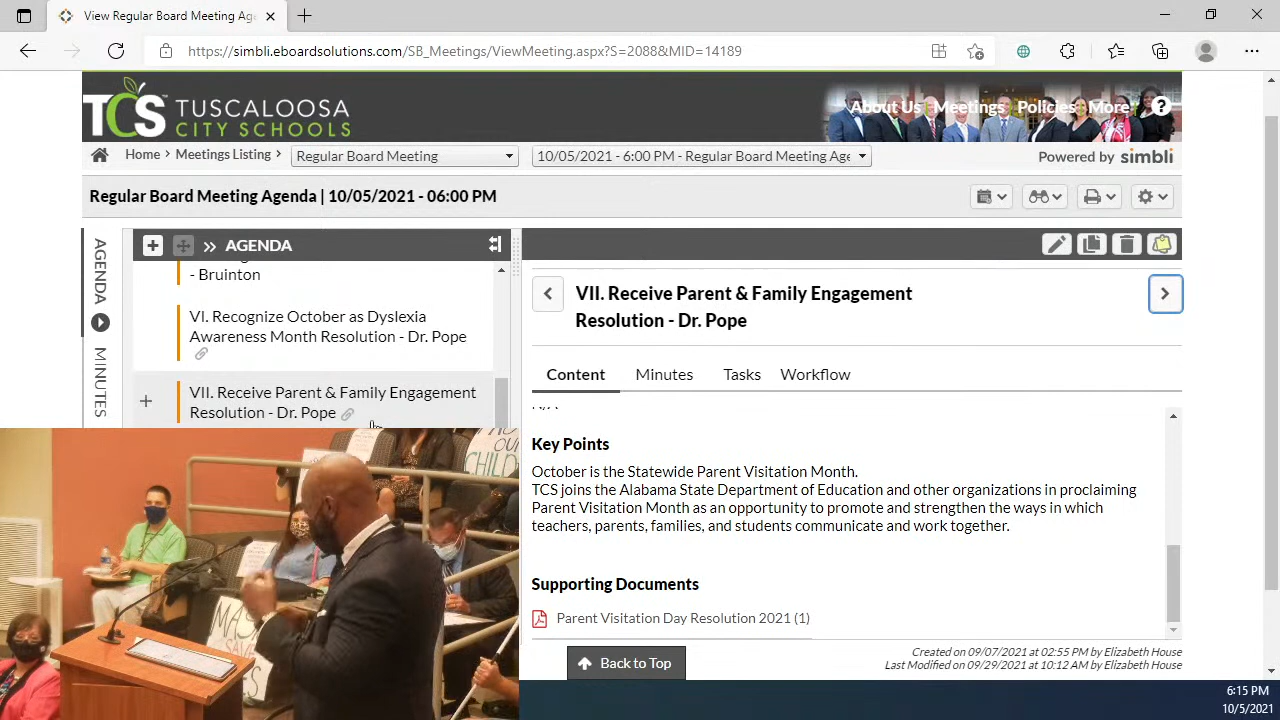 View Regular Board Meeting Age
https://simbli.eboardsolutions.com/SB_Meetings/ViewMeeting.aspx?S=2088&MID=14189
TCS TUSCALOOSA
CITY SCHOOLS
About Us Meetings Policies More
Home Meetings Listing Regular Board Meeting 10/05/2021 - 6:00 PM - Regular Board Meeting Age Powered by simbli
Regular Board Meeting Agenda | 10/05/2021 - 06:00 PM
AGENDA
MINUTES
AGENDA
- Bruinton
VI. Recognize October as Dyslexia
Awareness Month Resolution - Dr. Pope
VII. Receive Parent & Family Engagement
Resolution - Dr. Pope
VII. Receive Parent & Family Engagement
Resolution - Dr. Pope
Content Minutes Tasks Workflow
N/A
Key Points
October is the Statewide Parent Visitation Month.
TCS joins the Alabama State Department of Education and other organizations in proclaiming
Parent Visitation Month as an opportunity to promote and strengthen the ways in which
teachers, parents, families, and students communicate and work together.
Supporting Documents
Parent Visitation Day Resolution 2021 (1)
Back to Top
Created on 09/07/2021 at 02:55 PM by Elizabeth House
Last Modified on 09/29/2021 at 10:12 AM by Elizabeth House
6:15 PM
10/5/2021
OUR
CHILD